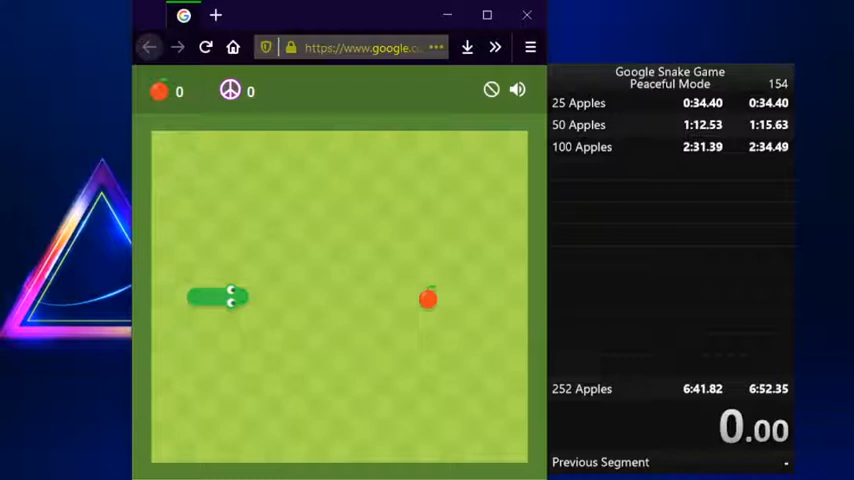 https://www.google.co
0 0
Google Snake Game
Peaceful Mode 154
25 Apples 0:34.40 0:34.40
50 Apples 1:12.53 1:15.63
100 Apples 2:31.39 2:34.49
252 Apples 6:41.82 6:52.35
0.00
Previous Segment -